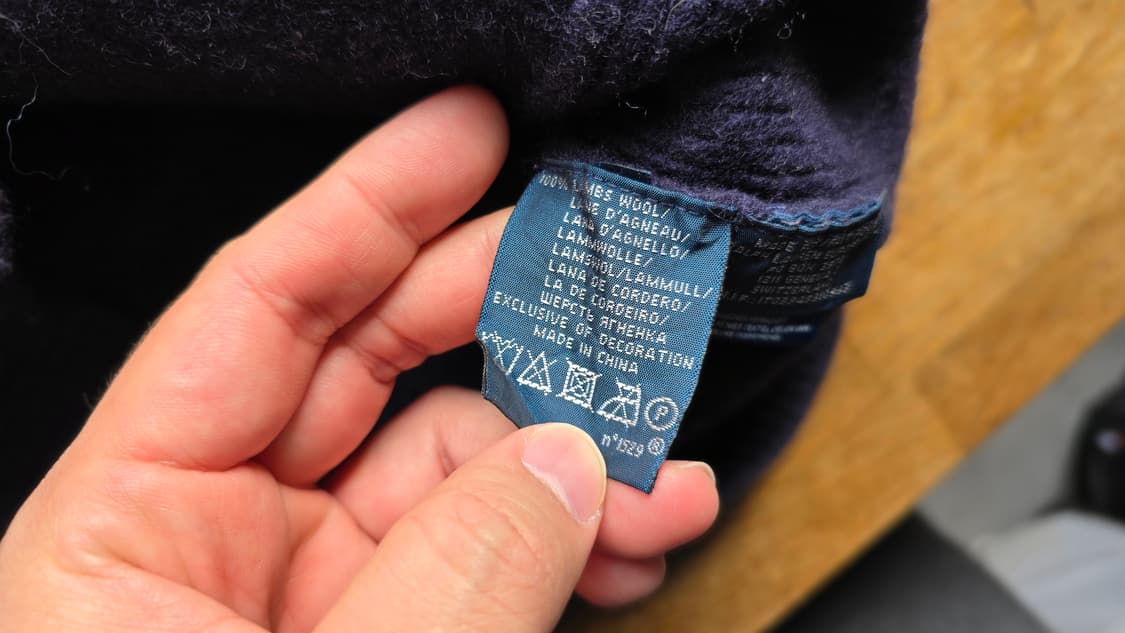 100% LAMBS WOOL/
LAINE D'AGNEAU/
LANA D'AGNELLO/
LAMMWOLLE/
LAMSWOL/LAMMULL/
LANA DE CORDERO/
LA DE CORDEIRO/
ШЕРСТЬ ЯГНЕНКА
EXCLUSIVE OF DECORATION
MADE IN CHINA
P
n°1529 ®